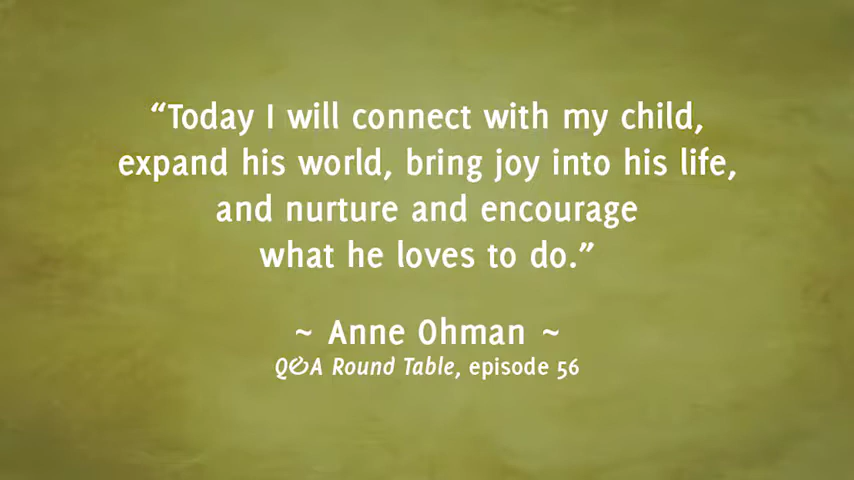 “Today I will connect with my child,
expand his world, bring joy into his life,
and nurture and encourage
what he loves to do.”
~ Anne Ohman ~
Q&A Round Table, episode 56